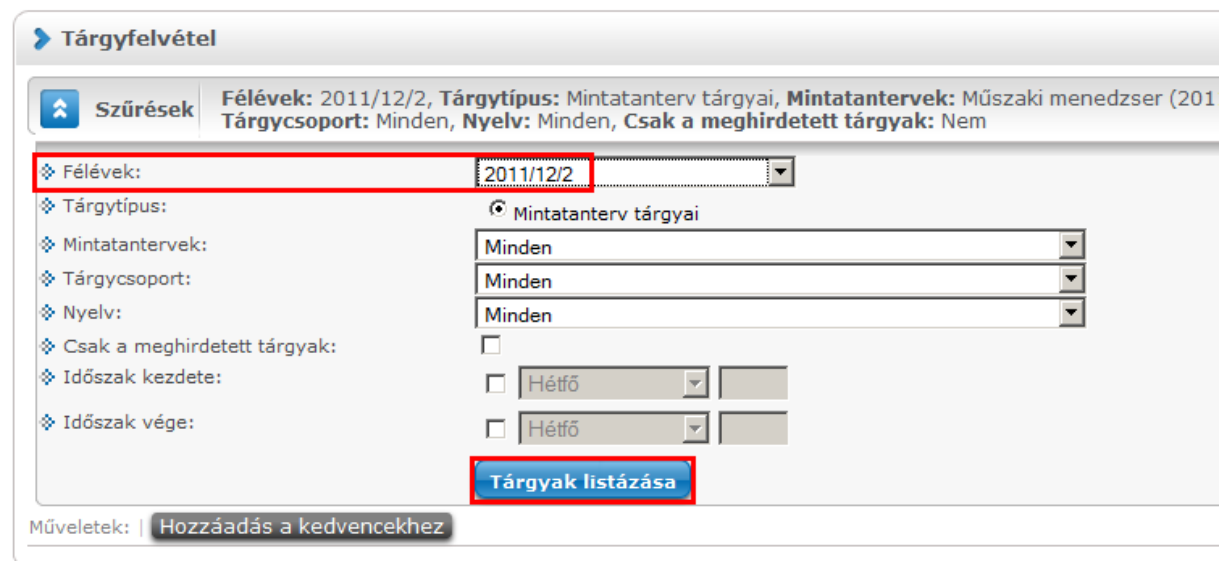 Tárgyfelvétel
Szűrések
Félévek: 2011/12/2, Tárgytípus: Mintatanterv tárgyai, Mintatantervek: Műszaki menedzser (201
Tárgycsoport: Minden, Nyelv: Minden, Csak a meghirdetett tárgyak: Nem
Félévek: 2011/12/2
Tárgytípus: Mintatanterv tárgyai
Mintatantervek: Minden
Tárgycsoport: Minden
Nyelv: Minden
Csak a meghirdetett tárgyak:
Időszak kezdete: Hétfő
Időszak vége: Hétfő
Tárgyak listázása
Műveletek: | Hozzáadás a kedvencekhez